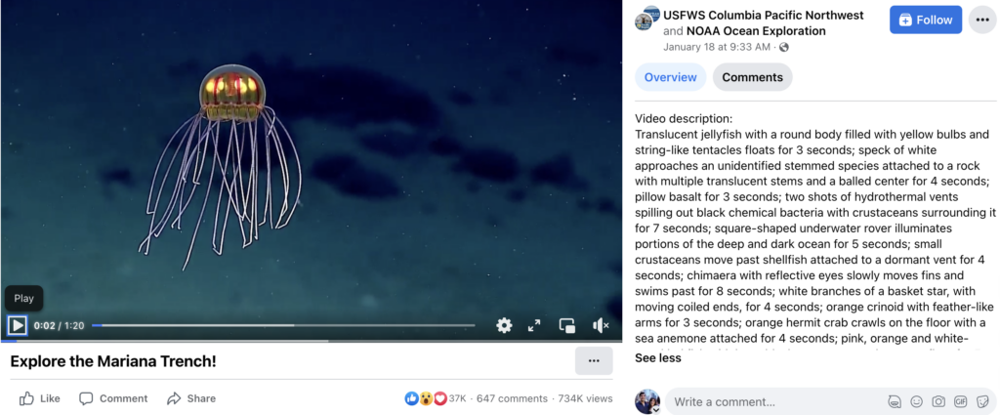 USFWS Columbia Pacific Northwest
and NOAA Ocean Exploration
January 18 at 9:33 AM ·
Follow
Overview
Comments
Video description:
Translucent jellyfish with a round body filled with yellow bulbs and
string-like tentacles floats for 3 seconds; speck of white
approaches an unidentified stemmed species attached to a rock
with multiple translucent stems and a balled center for 4 seconds;
pillow basalt for 3 seconds; two shots of hydrothermal vents
spilling out black chemical bacteria with crustaceans surrounding it
for 7 seconds; square-shaped underwater rover illuminates
portions of the deep and dark ocean for 5 seconds; small
crustaceans move past shellfish attached to a dormant vent for 4
seconds; chimaera with reflective eyes slowly moves fins and
swims past for 8 seconds; white branches of a basket star, with
moving coiled ends, for 4 seconds; orange crinoid with feather-like
arms for 3 seconds; orange hermit crab crawls on the floor with a
sea anemone attached for 4 seconds; pink, orange and white-
See less
Write a comment...
GIF
Play
0:02 / 1:20
Explore the Mariana Trench!
Like
Comment
Share
37K · 647 comments · 734K views